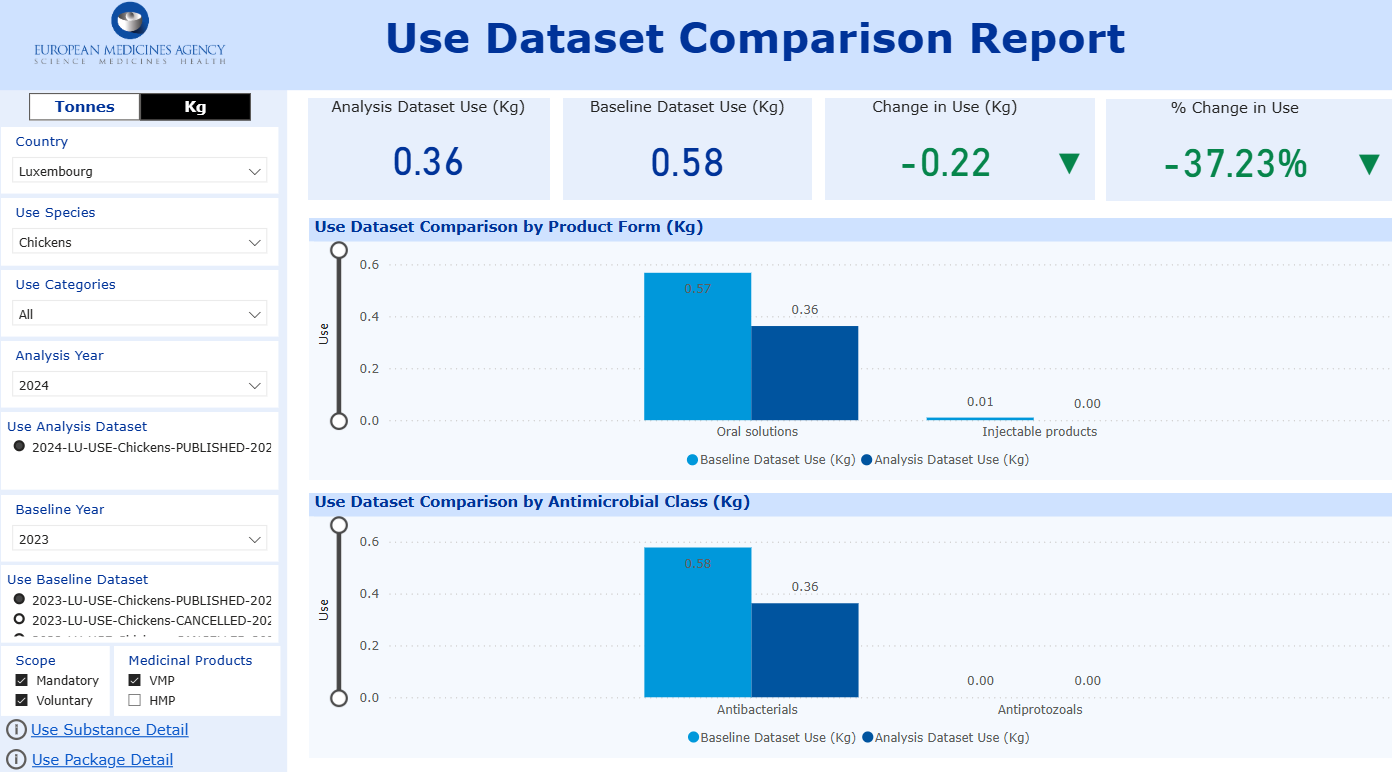 EUROPEAN MEDICINES AGENCY
SCIENCE MEDICINES HEALTH
Use Dataset Comparison Report
Tonnes Kg
Country
Luxembourg
Use Species
Chickens
Use Categories
All
Analysis Year
2024
Use Analysis Dataset
2024-LU-USE-Chickens-PUBLISHED-202
Baseline Year
2023
Use Baseline Dataset
2023-LU-USE-Chickens-PUBLISHED-202
2023-LU-USE-Chickens-CANCELLED-202
Scope
Mandatory
Voluntary
Medicinal Products
VMP
HMP
Use Substance Detail
Use Package Detail
Analysis Dataset Use (Kg)
0.36
Baseline Dataset Use (Kg)
0.58
Change in Use (Kg)
-0.22 ▼
% Change in Use
-37.23% ▼
Use Dataset Comparison by Product Form (Kg)
Use
0.6
0.4
0.2
0.0
0.57
0.36
0.01
0.00
Oral solutions
Injectable products
Baseline Dataset Use (Kg) Analysis Dataset Use (Kg)
Use Dataset Comparison by Antimicrobial Class (Kg)
Use
0.6
0.4
0.2
0.0
0.58
0.36
0.00
0.00
Antibacterials
Antiprotozoals
Baseline Dataset Use (Kg) Analysis Dataset Use (Kg)